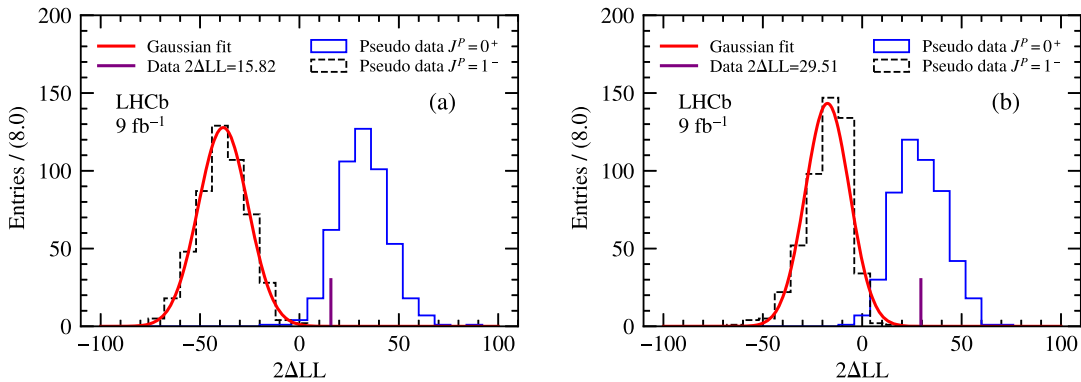 200
150
100
50
0
Entries / (8.0)
Gaussian fit
Data 2ΔLL=15.82
Pseudo data J^P = 0⁺
Pseudo data J^P = 1⁻
LHCb
9 fb⁻¹
(a)
−100 −50 0 50 100
2ΔLL
200
150
100
50
0
Entries / (8.0)
Gaussian fit
Data 2ΔLL=29.51
Pseudo data J^P = 0⁺
Pseudo data J^P = 1⁻
LHCb
9 fb⁻¹
(b)
−100 −50 0 50 100
2ΔLL